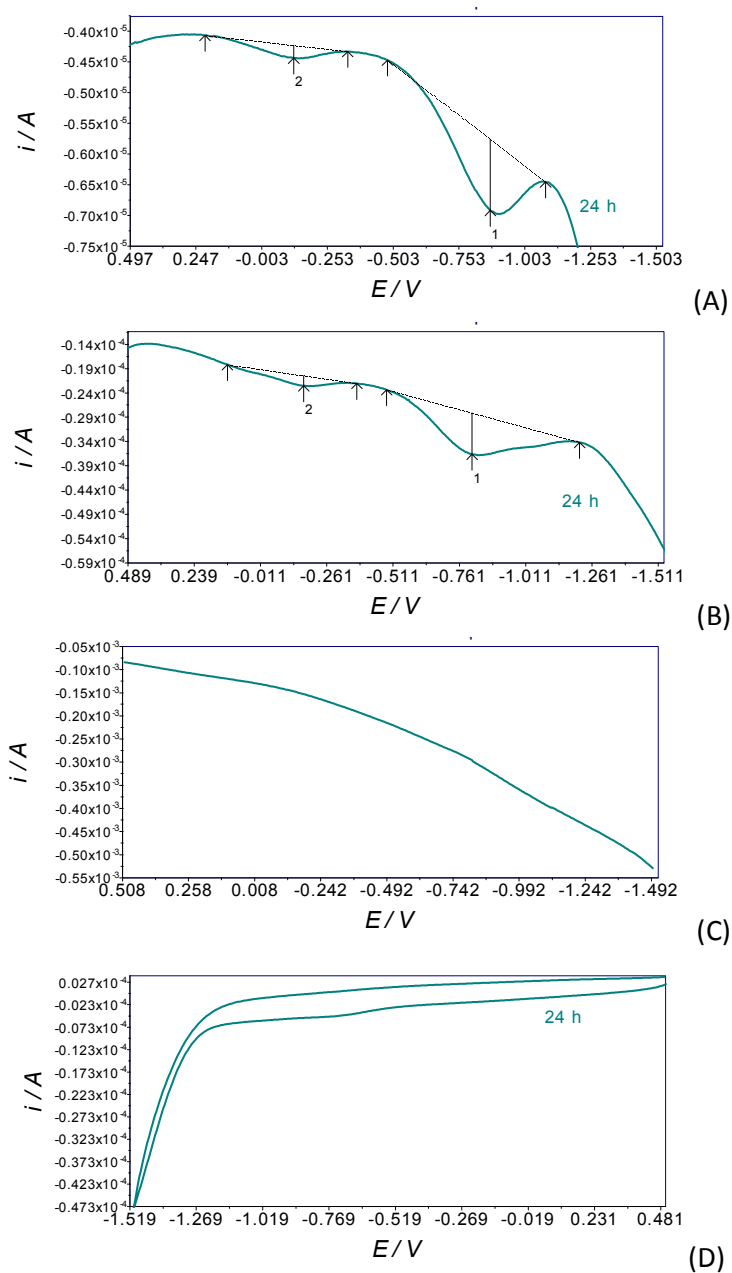 -0.40x10⁻⁵
-0.45x10⁻⁵
-0.50x10⁻⁵
-0.55x10⁻⁵
-0.60x10⁻⁵
-0.65x10⁻⁵
-0.70x10⁻⁵
-0.75x10⁻⁵
i / A
2
1
24 h
0.497 0.247 -0.003 -0.253 -0.503 -0.753 -1.003 -1.253 -1.503
E / V
(A)
-0.14x10⁻⁴
-0.19x10⁻⁴
-0.24x10⁻⁴
-0.29x10⁻⁴
-0.34x10⁻⁴
-0.39x10⁻⁴
-0.44x10⁻⁴
-0.49x10⁻⁴
-0.54x10⁻⁴
-0.59x10⁻⁴
i / A
2
1
24 h
0.489 0.239 -0.011 -0.261 -0.511 -0.761 -1.011 -1.261 -1.511
E / V
(B)
-0.05x10⁻³
-0.10x10⁻³
-0.15x10⁻³
-0.20x10⁻³
-0.25x10⁻³
-0.30x10⁻³
-0.35x10⁻³
-0.40x10⁻³
-0.45x10⁻³
-0.50x10⁻³
-0.55x10⁻³
i / A
0.508 0.258 0.008 -0.242 -0.492 -0.742 -0.992 -1.242 -1.492
E / V
(C)
0.027x10⁻⁴
-0.023x10⁻⁴
-0.073x10⁻⁴
-0.123x10⁻⁴
-0.173x10⁻⁴
-0.223x10⁻⁴
-0.273x10⁻⁴
-0.323x10⁻⁴
-0.373x10⁻⁴
-0.423x10⁻⁴
-0.473x10⁻⁴
i / A
24 h
-1.519 -1.269 -1.019 -0.769 -0.519 -0.269 -0.019 0.231 0.481
E / V
(D)